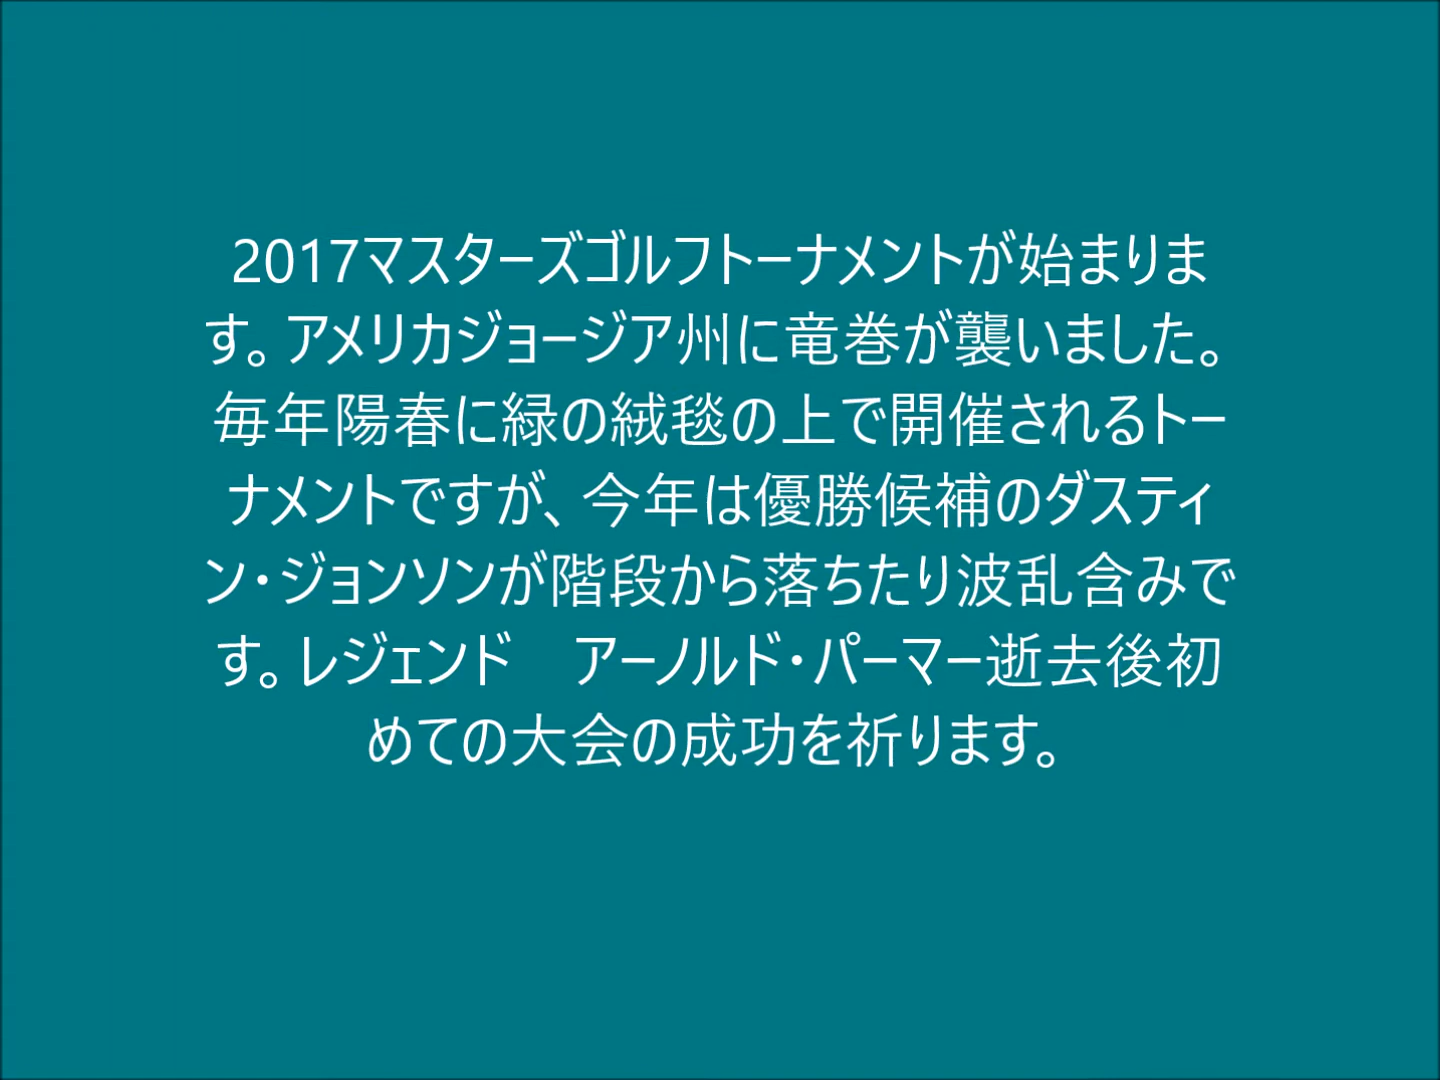 2017マスターズゴルフトーナメントが始まりま
す。アメリカジョージア州に竜巻が襲いました。
毎年陽春に緑の絨毯の上で開催されるトー
ナメントですが、今年は優勝候補のダスティ
ン・ジョンソンが階段から落ちたり波乱含みで
す。レジェンド　アーノルド・パーマー逝去後初
めての大会の成功を祈ります。